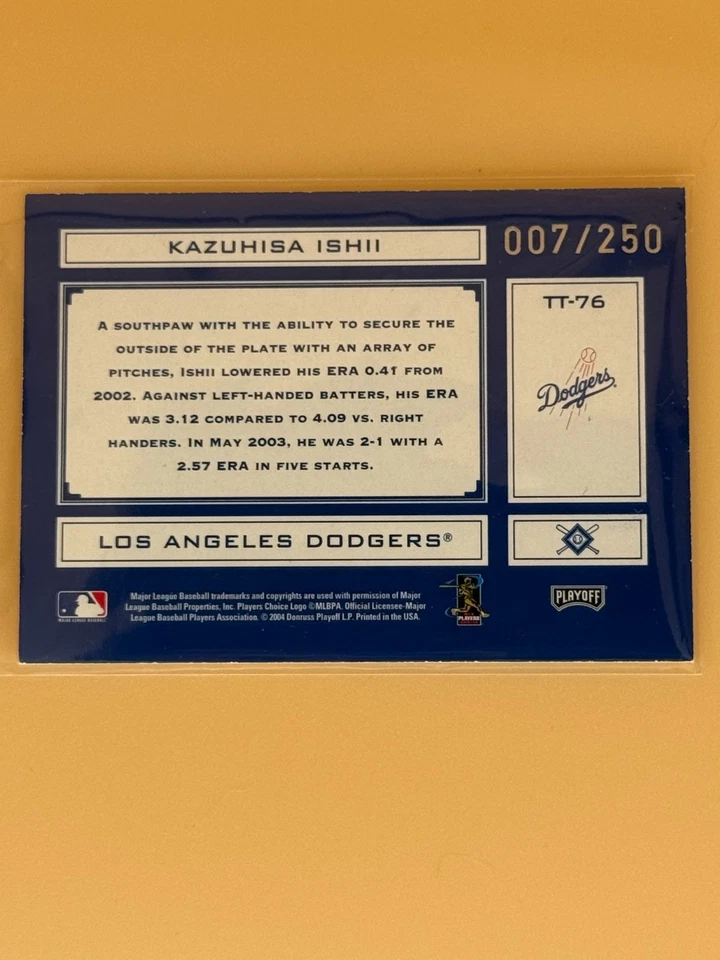 KAZUHISA ISHII
007/250
A SOUTHPAW WITH THE ABILITY TO SECURE THE
OUTSIDE OF THE PLATE WITH AN ARRAY OF
PITCHES, ISHII LOWERED HIS ERA 0.41 FROM
2002. AGAINST LEFT-HANDED BATTERS, HIS ERA
WAS 3.12 COMPARED TO 4.09 VS. RIGHT
HANDERS. IN MAY 2003, HE WAS 2-1 WITH A
2.57 ERA IN FIVE STARTS.
TT-76
Dodgers
LOS ANGELES DODGERS®
MAJOR LEAGUE BASEBALL
Major League Baseball trademarks and copyrights are used with permission of Major
League Baseball Properties, Inc. Players Choice Logo ©MLBPA. Official Licensee-Major
League Baseball Players Association. © 2004 Donruss Playoff L.P. Printed in the USA.
PLAYERS
PLAYOFF